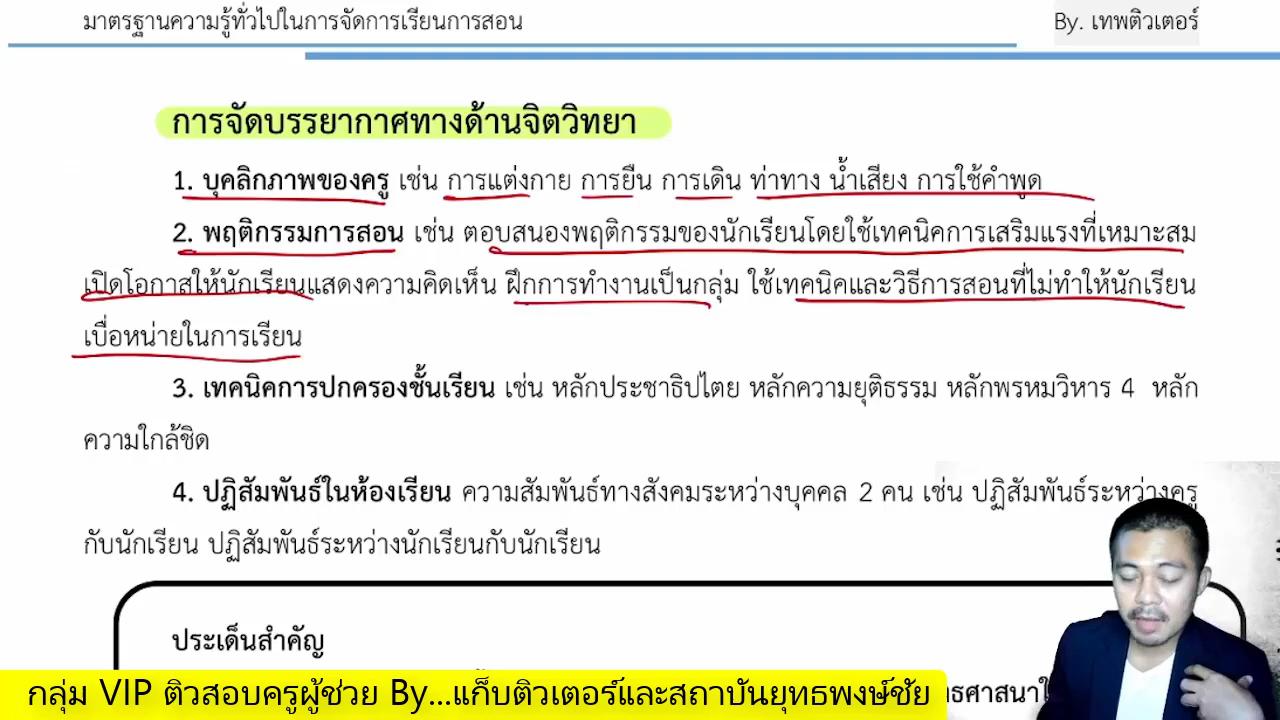 มาตรฐานความรู้ทั่วไปในการจัดการเรียนการสอน
By. เทพติวเตอร์
การจัดบรรยากาศทางด้านจิตวิทยา
1. บุคลิกภาพของครู เช่น การแต่งกาย การยืน การเดิน ท่าทาง น้ำเสียง การใช้คำพูด
2. พฤติกรรมการสอน เช่น ตอบสนองพฤติกรรมของนักเรียนโดยใช้เทคนิคการเสริมแรงที่เหมาะสม
เปิดโอกาสให้นักเรียนแสดงความคิดเห็น ฝึกการทำงานเป็นกลุ่ม ใช้เทคนิคและวิธีการสอนที่ไม่ทำให้นักเรียน
เบื่อหน่ายในการเรียน
3. เทคนิคการปกครองชั้นเรียน เช่น หลักประชาธิปไตย หลักความยุติธรรม หลักพรหมวิหาร 4 หลัก
ความใกล้ชิด
4. ปฏิสัมพันธ์ในห้องเรียน ความสัมพันธ์ทางสังคมระหว่างบุคคล 2 คน เช่น ปฏิสัมพันธ์ระหว่างครู
กับนักเรียน ปฏิสัมพันธ์ระหว่างนักเรียนกับนักเรียน
ประเด็นสำคัญ
กลุ่ม VIP ติวสอบครูผู้ช่วย By...แก็บติวเตอร์และสถาบันยุทธพงษ์ชัย